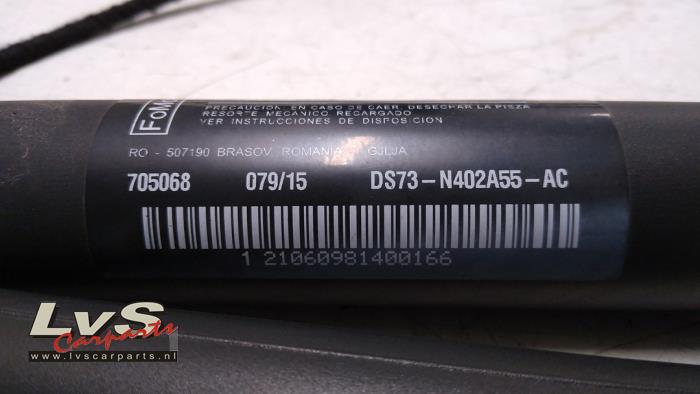 FoMo
PRECAUCION: EN CASO DE CAER, DESECHAR LA PIEZA
RESORTE MECANICO RECARGADO
VER INSTRUCCIONES DE DISPOSICION
RO - 507190 BRASOV ROMANIA GJLJA
705068 079/15 DS73-N402A55-AC
1 21060981400166
LvS
Carparts
www.lvscarparts.nl